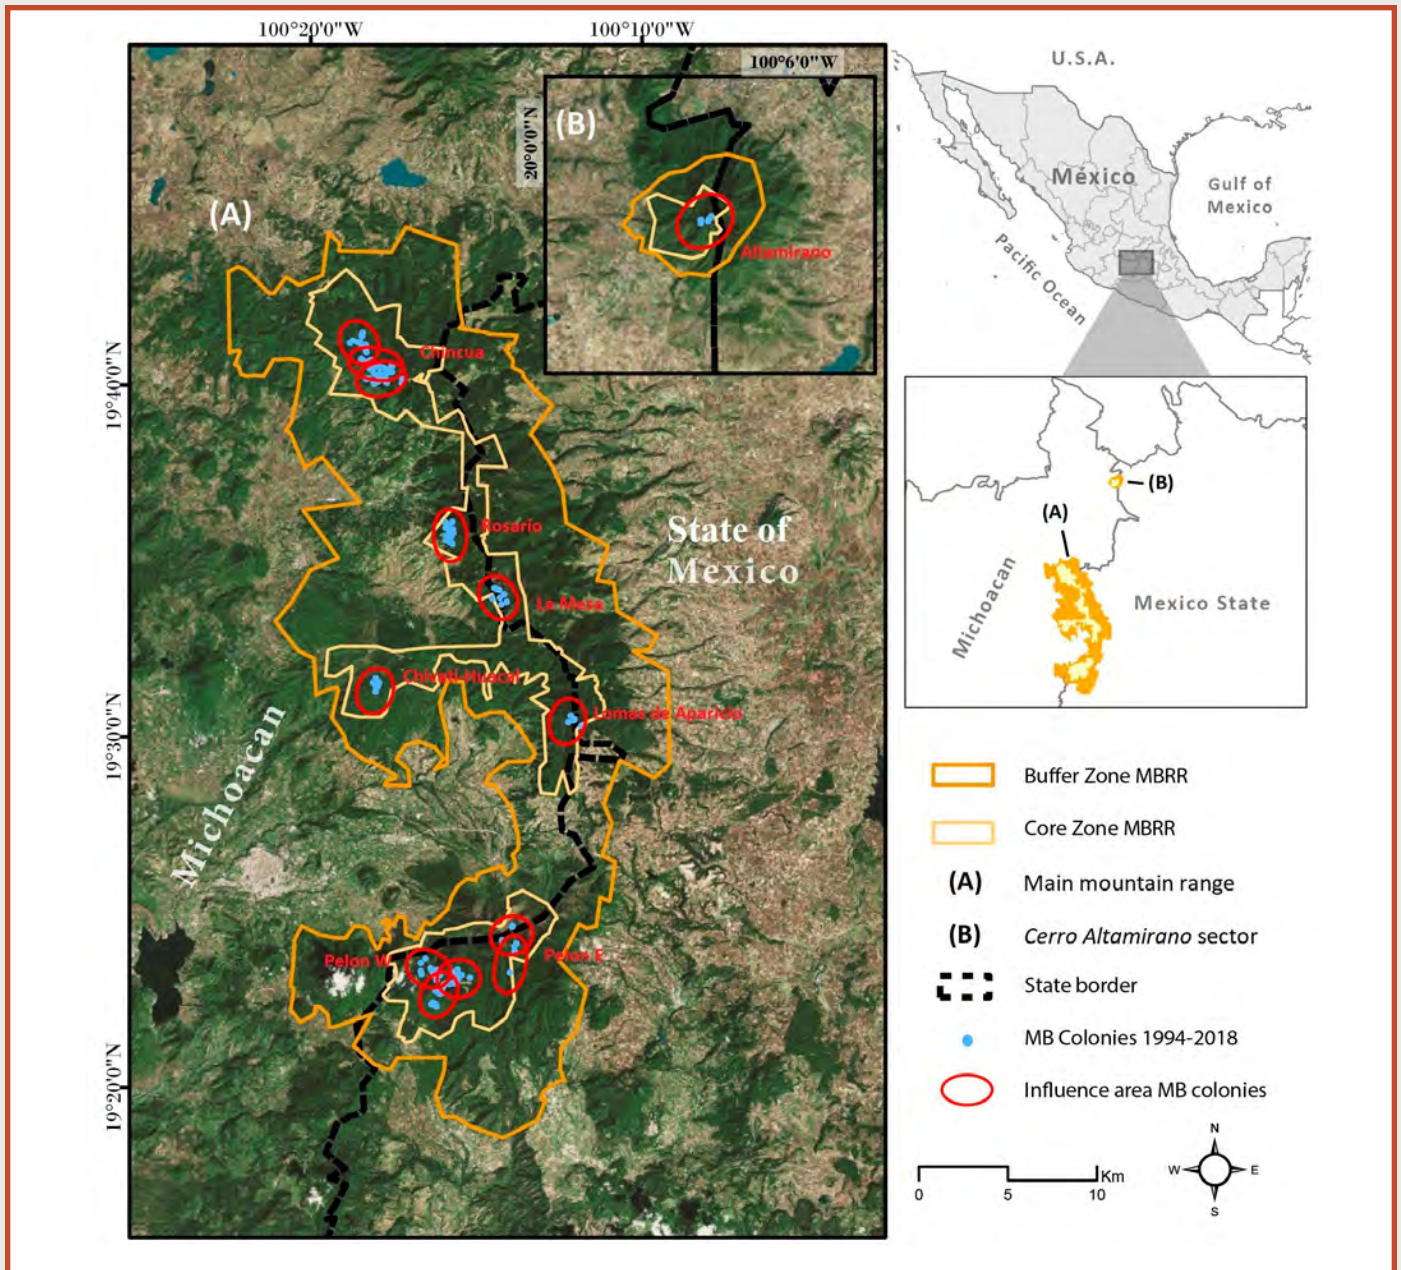 100°20'0"W
100°10'0"W
100°6'0"W
20°0'0"N
(B)
Altamirano
(A)
Chincua
19°40'0"N
Rosario
State of
Mexico
La Mesa
Chivati-Huacal
Lomas de Aparicio
19°30'0"N
Michoacan
Pelon W
Pelon E
19°20'0"N
U.S.A.
México
Gulf of
Mexico
Pacific Ocean
(B)
(A)
Michoacan
Mexico State
Buffer Zone MBRR
Core Zone MBRR
(A) Main mountain range
(B) Cerro Altamirano sector
State border
MB Colonies 1994-2018
Influence area MB colonies
Km
0 5 10
N
W E
S